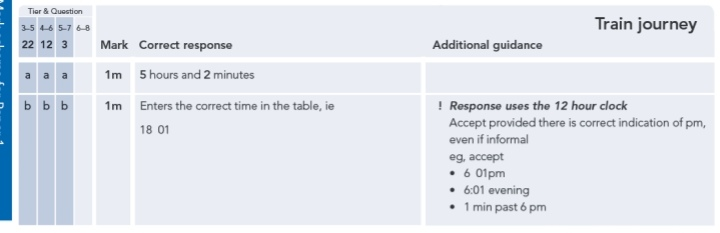 Tier & Question
3–5 4–6 5–7 6–8
22 12 3
Train journey
Mark Correct response Additional guidance
a a a 1m 5 hours and 2 minutes
b b b 1m Enters the correct time in the table, ie
18 01
! Response uses the 12 hour clock
Accept provided there is correct indication of pm,
even if informal
eg, accept
• 6 01pm
• 6:01 evening
• 1 min past 6 pm